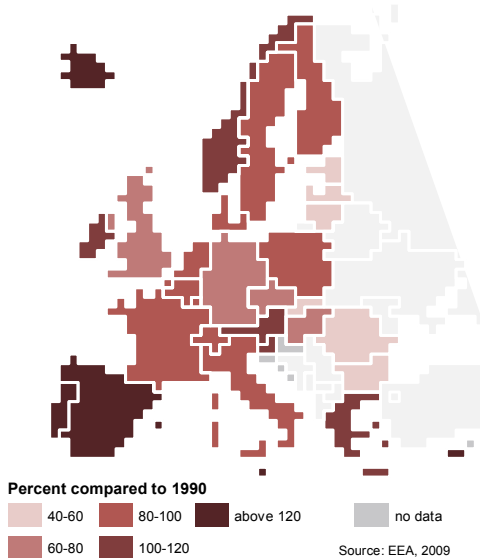 Percent compared to 1990
40-60 80-100 above 120 no data
60-80 100-120 Source: EEA, 2009